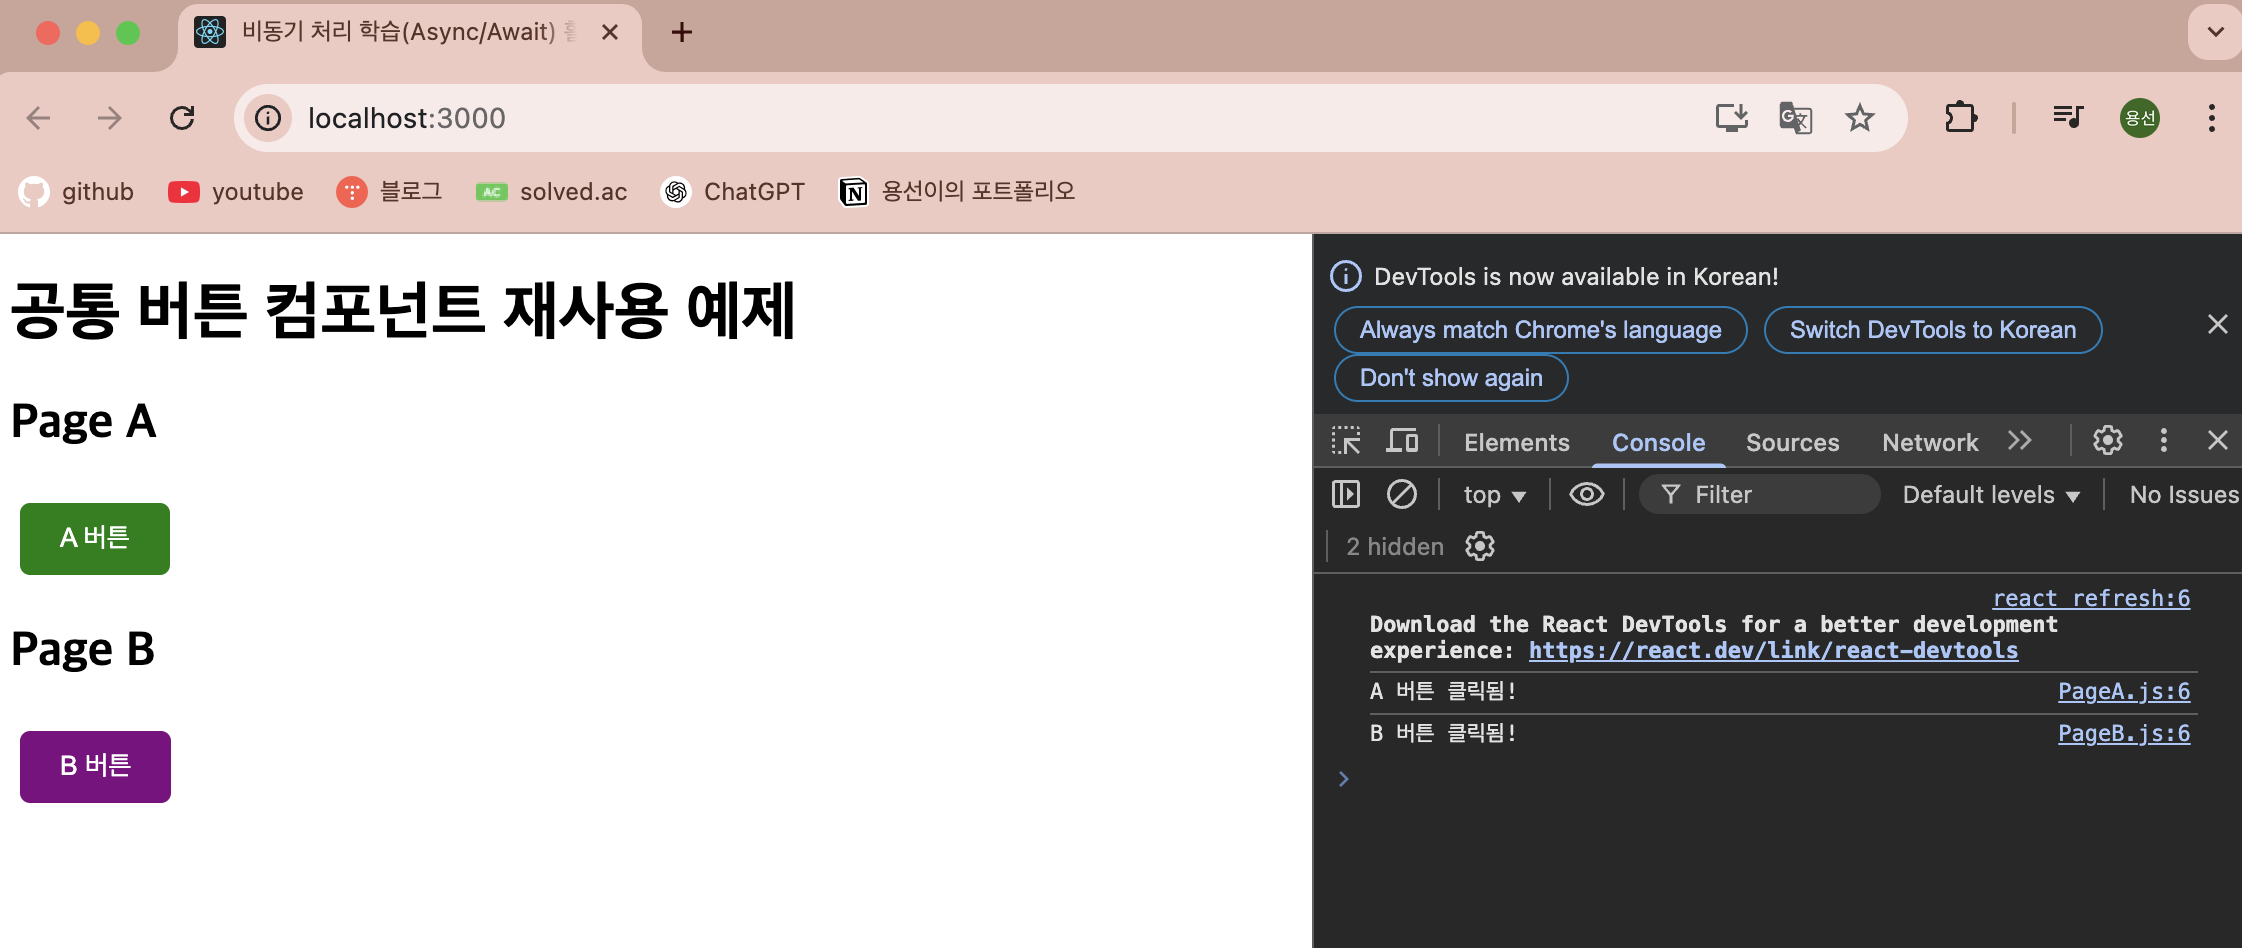 비동기 처리 학습(Async/Await)
localhost:3000
용선
github youtube 블로그 AC solved.ac ChatGPT 용선이의 포트폴리오
공통 버튼 컴포넌트 재사용 예제
Page A
A 버튼
Page B
B 버튼
DevTools is now available in Korean!
Always match Chrome's language Switch DevTools to Korean
Don't show again
Elements Console Sources Network
top Filter Default levels No Issues
2 hidden
react refresh:6
Download the React DevTools for a better development
experience: https://react.dev/link/react-devtools
A 버튼 클릭됨! PageA.js:6
B 버튼 클릭됨! PageB.js:6